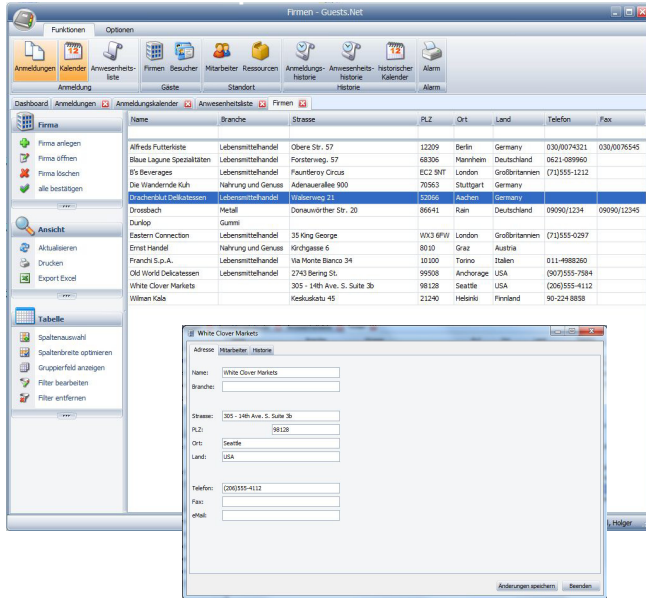 Firmen - Guests.Net
Funktionen Optionen
Anmeldungen Kalender Anwesenheits-liste Firmen Besucher Mitarbeiter Ressourcen Anmeldungs-historie Anwesenheits-historie historischer Kalender Alarm
Anmeldung Gäste Standort Historie Alarm
Dashboard Anmeldungen Anmeldungskalender Anwesenheitsliste Firmen
Firma
Firma anlegen
Firma öffnen
Firma löschen
alle bestätigen
Ansicht
Aktualisieren
Drucken
Export Excel
Tabelle
Spaltenauswahl
Spaltenbreite optimieren
Gruppierfeld anzeigen
Filter bearbeiten
Filter entfernen
Name Branche Strasse PLZ Ort Land Telefon Fax
Alfreds Futterkiste Lebensmittelhandel Obere Str. 57 12209 Berlin Germany 030/0074321 030/0076545
Blaue Lagune Spezialitäten Lebensmittelhandel Forsterweg. 57 68306 Mannheim Deutschland 0621-089960
B's Beverages Lebensmittelhandel Fauntleroy Circus EC2 5NT London Großbritannien (71)555-1212
Die Wandernde Kuh Nahrung und Genuss Adenauerallee 900 70563 Stuttgart Germany
Drachenblut Delikatessen Lebensmittelhandel Walserweg 21 52066 Aachen Germany
Drossbach Metall Donauwörther Str. 20 86641 Rain Deutschland 09090/1234 09090/12345
Dunlop Gummi
Eastern Connection Lebensmittelhandel 35 King George WX3 6FW London Großbritannien (71)555-0297
Ernst Handel Nahrung und Genuss Kirchgasse 6 8010 Graz Austria
Franchi S.p.A. Lebensmittelhandel Via Monte Bianco 34 10100 Torino Italien 011-4988260
Old World Delicatessen Lebensmittelhandel 2743 Bering St. 99508 Anchorage USA (907)555-7584
White Clover Markets 305 - 14th Ave. S. Suite 3b 98128 Seattle USA (206)555-4112
Wilman Kala Keskuskatu 45 21240 Helsinki Finnland 90-224 8858
White Clover Markets
Adresse Mitarbeiter Historie
Name: White Clover Markets
Branche:
Strasse: 305 - 14th Ave. S. Suite 3b
PLZ: 98128
Ort: Seattle
Land: USA
Telefon: (206)555-4112
Fax:
eMail:
Änderungen speichern Beenden
, Holger